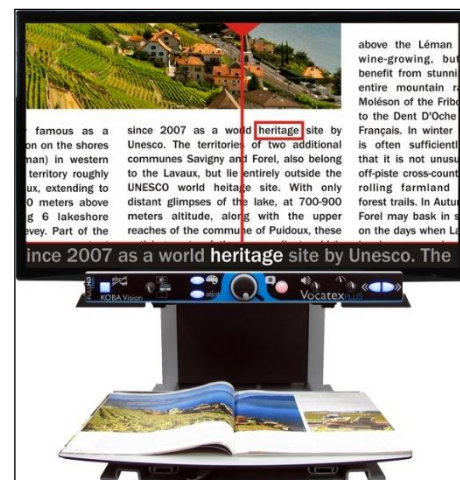 famous as a
on on the shores
man) in western
territory roughly
ux, extending to
0 meters above
g 6 lakeshore
evey. Part of the
since 2007 as a world heritage site by
Unesco. The territories of two additional
communes Savigny and Forel, also belong
to the Lavaux, but lie entirely outside the
UNESCO world heitage site. With only
distant glimpses of the lake, at 700-900
meters altitude, along with the upper
reaches of the commune of Puidoux, these
above the Léman
wine-growing, but
benefit from stunni
entire mountain ra
Moléson of the Fribo
to the Dent D'Oche
Français. In winter
is often sufficientl
that it is not unusu
off-piste cross-count
rolling farmland
forest trails. In Autu
Forel may bask in s
on the days when La
ince 2007 as a world heritage site by Unesco. The
FULLHD
KOBA Vision
VocatexPLUS